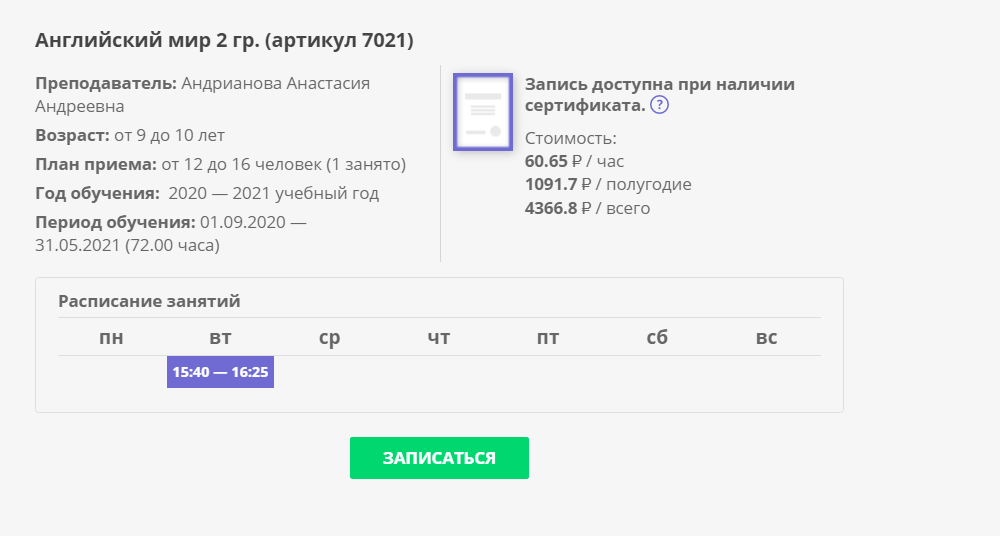 Английский мир 2 гр. (артикул 7021)
Преподаватель: Андрианова Анастасия
Андреевна
Возраст: от 9 до 10 лет
План приема: от 12 до 16 человек (1 занято)
Год обучения: 2020 — 2021 учебный год
Период обучения: 01.09.2020 —
31.05.2021 (72.00 часа)
Запись доступна при наличии
сертификата. ?
Стоимость:
60.65 ₽ / час
1091.7 ₽ / полугодие
4366.8 ₽ / всего
Расписание занятий
пн вт ср чт пт сб вс
15:40 — 16:25
ЗАПИСАТЬСЯ